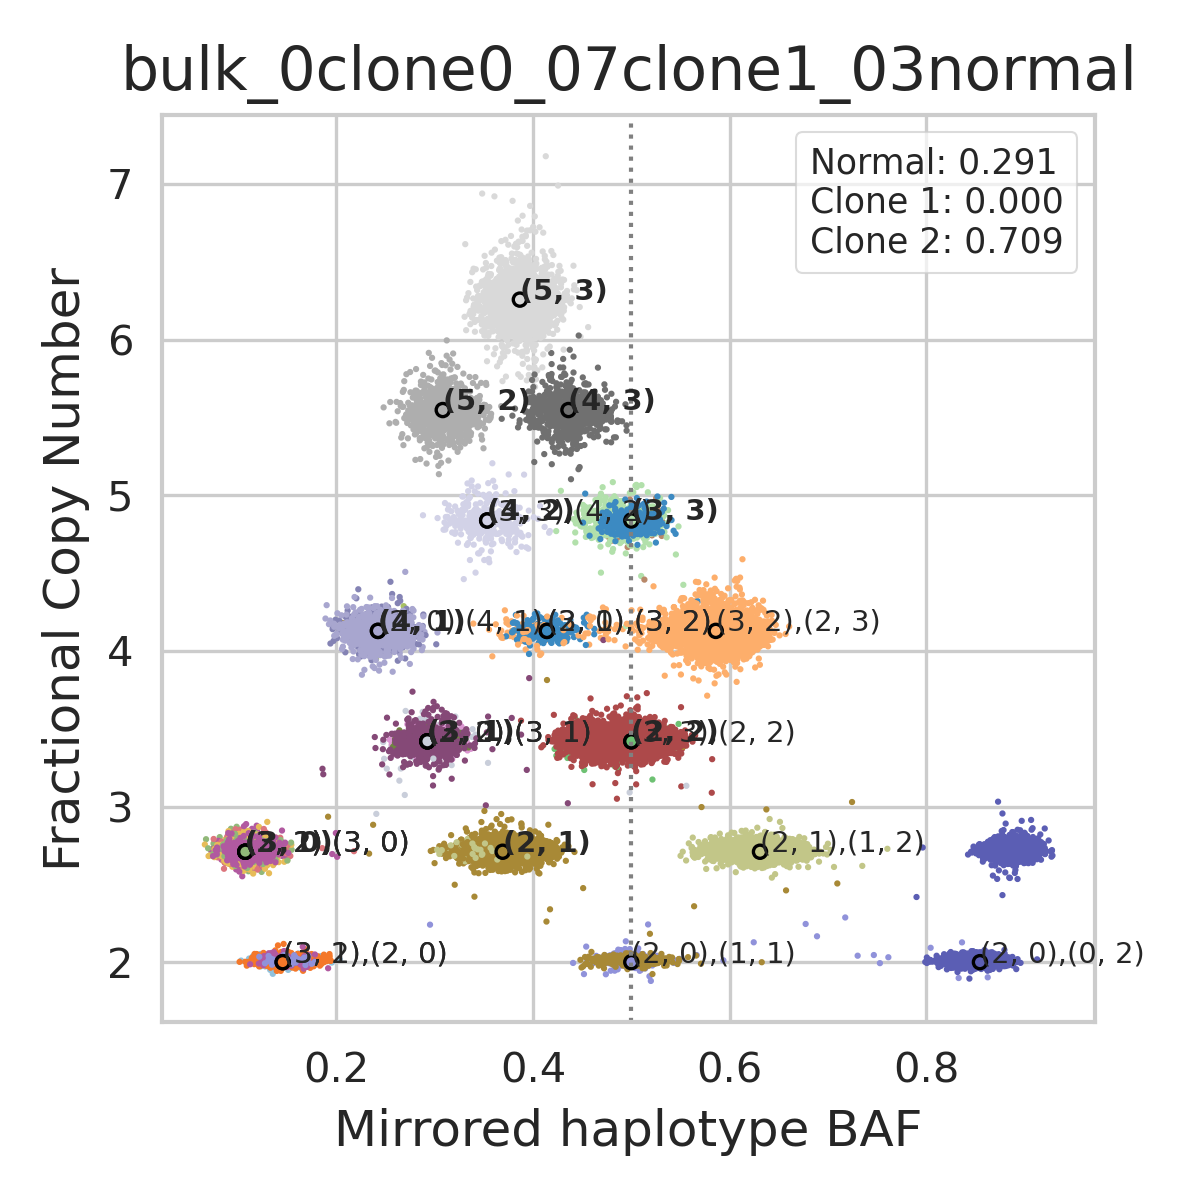 bulk_0clone0_07clone1_03normal
Normal: 0.291
Clone 1: 0.000
Clone 2: 0.709
7
6
5
4
3
2
Fractional Copy Number
(5, 3)
(5, 2)
(4, 3)
(4, 2)
(3, 3)
(3, 2),(2, 3)
(3, 1)
(2, 2)
(2, 1)
(2, 1),(1, 2)
(2, 0),(1, 1)
(2, 0),(0, 2)
0.2
0.4
0.6
0.8
Mirrored haplotype BAF